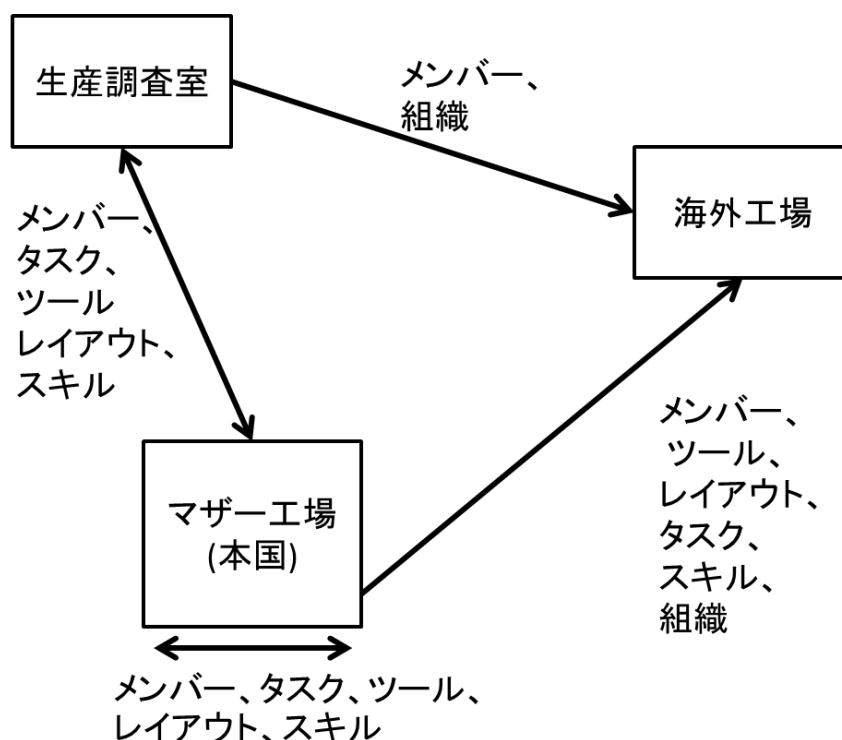 生産調査室
メンバー、
組織
海外工場
メンバー、
タスク、
ツール
レイアウト、
スキル
マザー工場
(本国)
メンバー、
ツール、
レイアウト、
タスク、
スキル、
組織
メンバー、タスク、ツール、
レイアウト、スキル